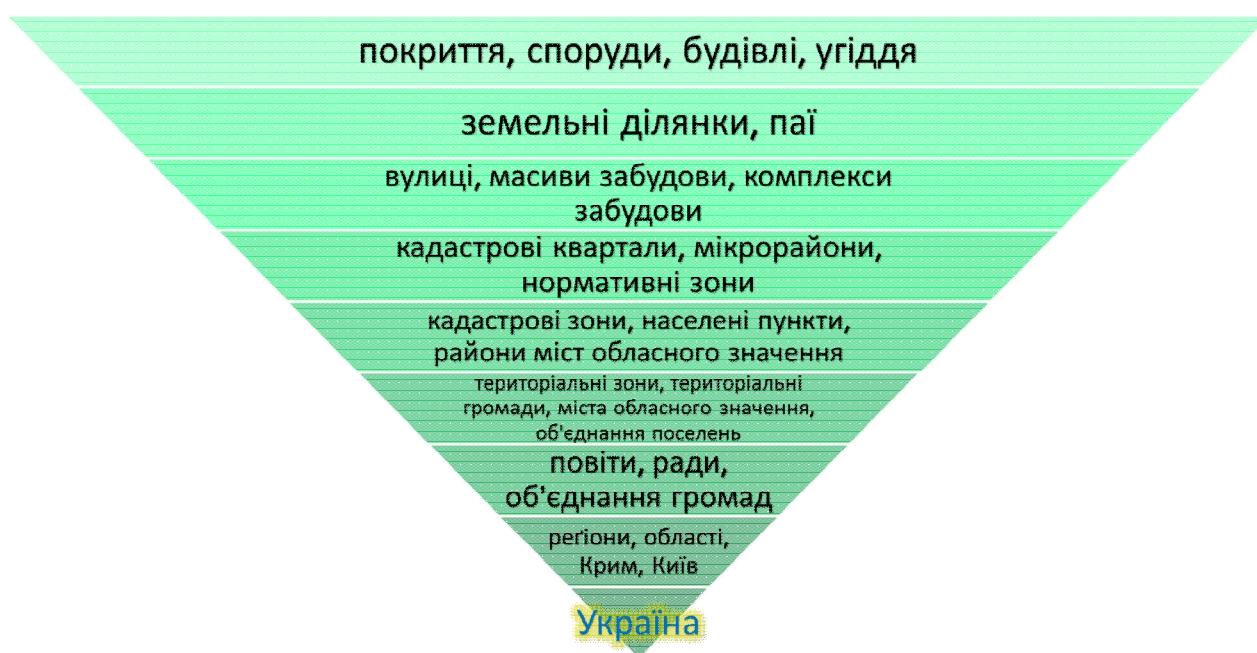 покриття, споруди, будівлі, угіддя
земельні ділянки, паї
вулиці, масиви забудови, комплекси
забудови
кадастрові квартали, мікрорайони,
нормативні зони
кадастрові зони, населені пункти,
райони міст обласного значення
територіальні зони, територіальні
громади, міста обласного значення,
об'єднання поселень
повіти, ради,
об'єднання громад
реґіони, області,
Крим, Київ
Україна